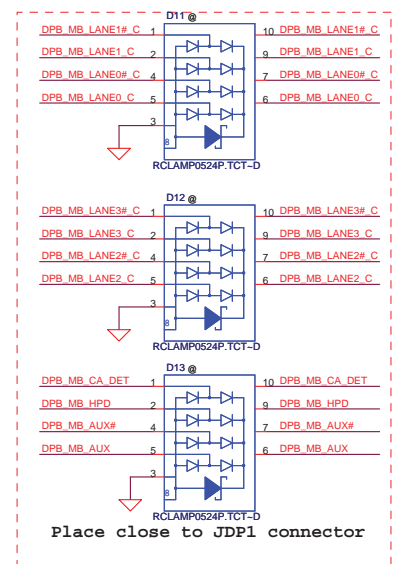 D11 @
DPB_MB_LANE1#_C 1 10 DPB_MB_LANE1#_C
DPB_MB_LANE1_C 2 9 DPB_MB_LANE1_C
DPB_MB_LANE0#_C 4 7 DPB_MB_LANE0#_C
DPB_MB_LANE0_C 5 6 DPB_MB_LANE0_C
3
8
RCLAMP0524P.TCT~D
D12 @
DPB_MB_LANE3#_C 1 10 DPB_MB_LANE3#_C
DPB_MB_LANE3_C 2 9 DPB_MB_LANE3_C
DPB_MB_LANE2#_C 4 7 DPB_MB_LANE2#_C
DPB_MB_LANE2_C 5 6 DPB_MB_LANE2_C
3
8
RCLAMP0524P.TCT~D
D13 @
DPB_MB_CA_DET 1 10 DPB_MB_CA_DET
DPB_MB_HPD 2 9 DPB_MB_HPD
DPB_MB_AUX# 4 7 DPB_MB_AUX#
DPB_MB_AUX 5 6 DPB_MB_AUX
3
8
RCLAMP0524P.TCT~D
Place close to JDP1 connector